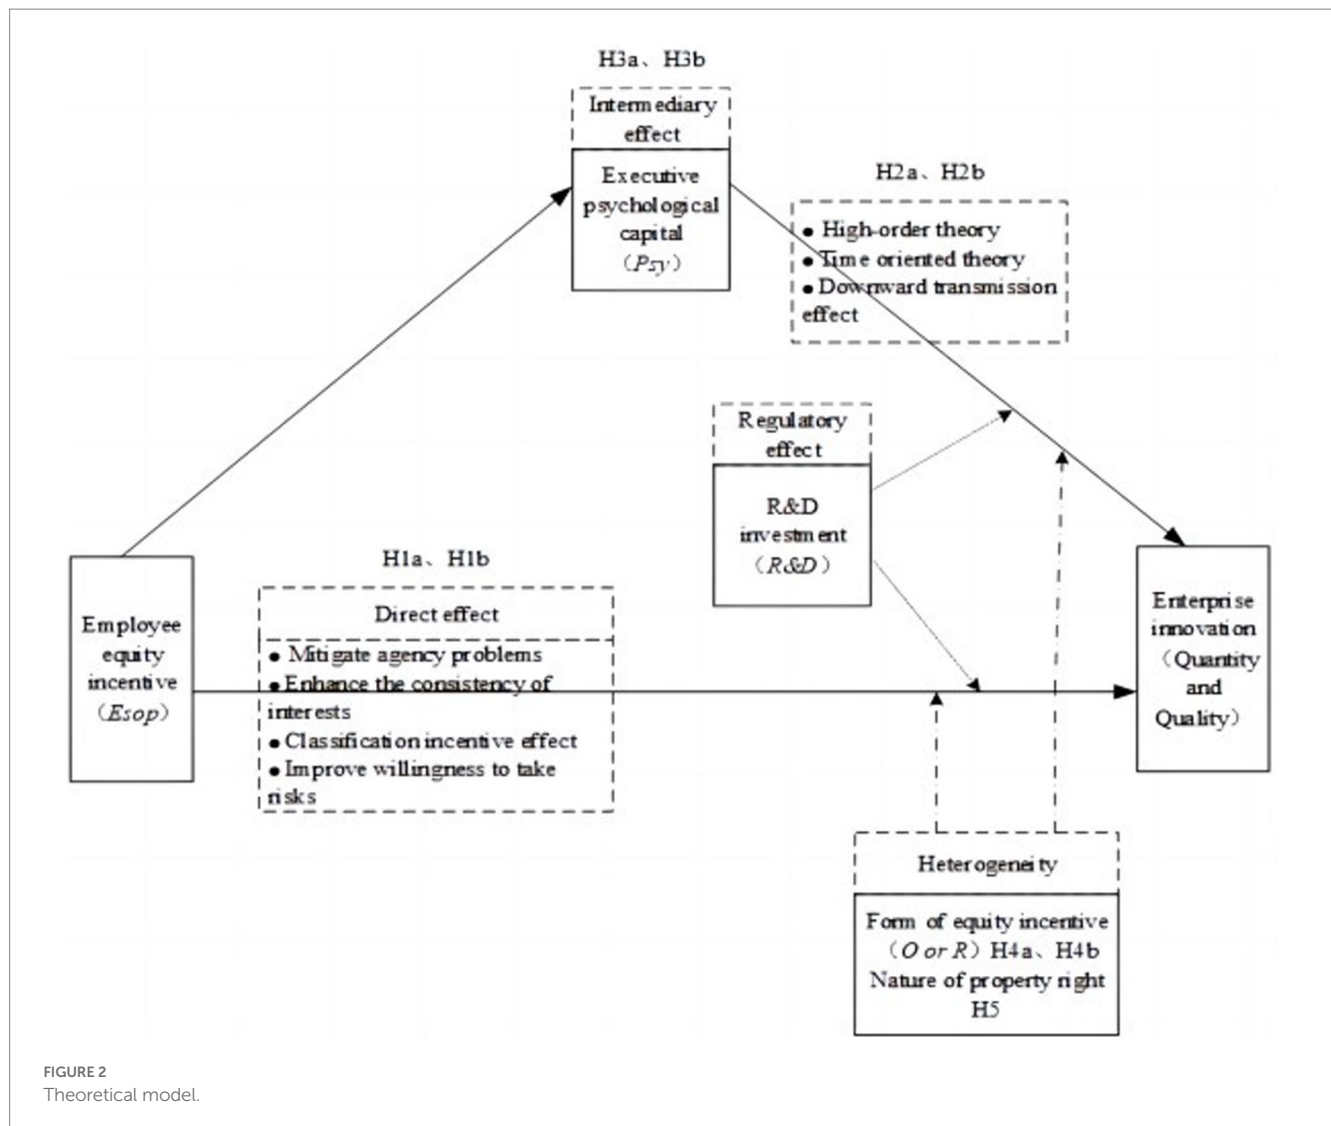 H3a、H3b
Intermediary
effect
Executive
psychological
capital
（Psy）
H2a、H2b
● High-order theory
● Time oriented theory
● Downward transmission
effect
Regulatory
effect
R&D
investment
（R&D）
H1a、H1b
Direct effect
● Mitigate agency problems
● Enhance the consistency of
interests
● Classification incentive effect
● Improve willingness to take
risks
Employee
equity
incentive
（Esop）
Enterprise
innovation
（Quantity
and
Quality）
Heterogeneity
Form of equity incentive
（O or R）H4a、H4b
Nature of property right
H5
FIGURE 2
Theoretical model.